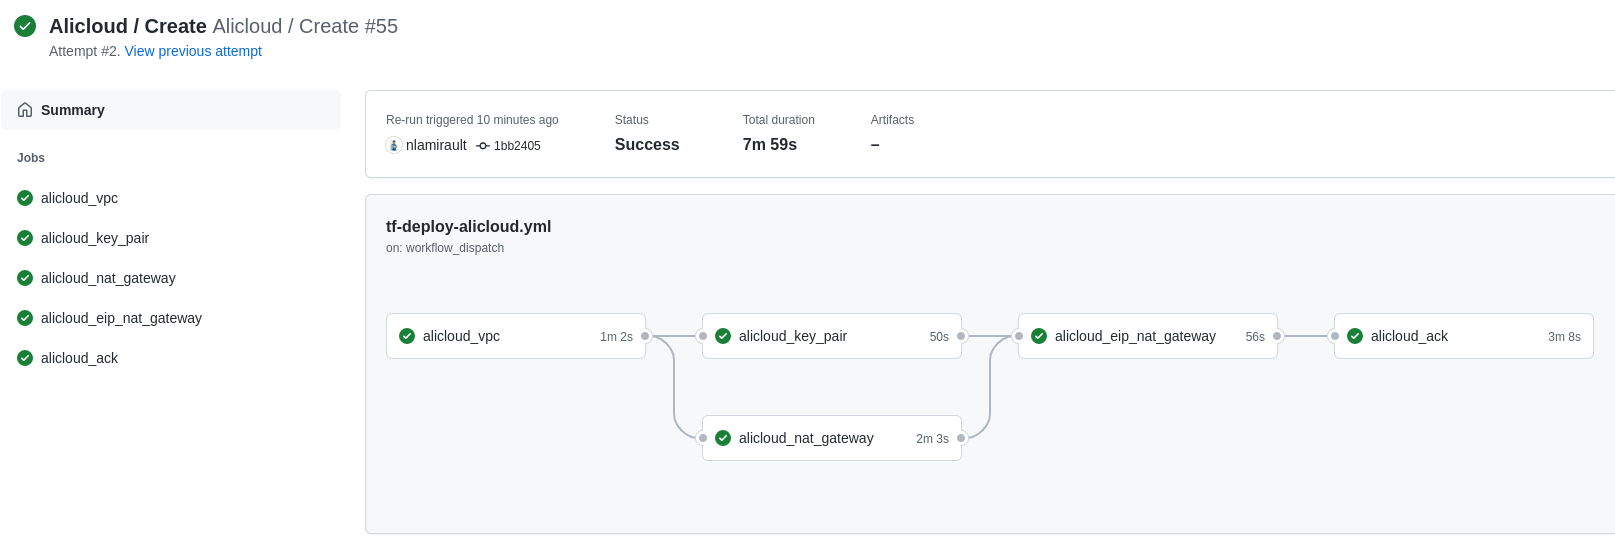 Alicloud / Create Alicloud / Create #55
Attempt #2. View previous attempt
Summary
Jobs
alicloud_vpc
alicloud_key_pair
alicloud_nat_gateway
alicloud_eip_nat_gateway
alicloud_ack
Re-run triggered 10 minutes ago
nlamirault 1bb2405
Status
Success
Total duration
7m 59s
Artifacts
–
tf-deploy-alicloud.yml
on: workflow_dispatch
alicloud_vpc 1m 2s
alicloud_key_pair 50s
alicloud_eip_nat_gateway 56s
alicloud_ack 3m 8s
alicloud_nat_gateway 2m 3s